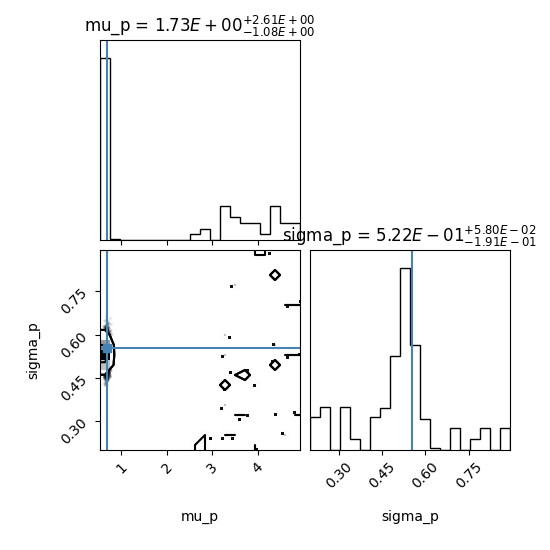 mu_p = 1.73E + 00+2.61E+00−1.08E+00
sigma_p = 5.22E − 01+5.80E−02−1.91E−01
sigma_p
0.75
0.60
0.45
0.30
1 2 3 4
0.30 0.45 0.60 0.75
mu_p
sigma_p